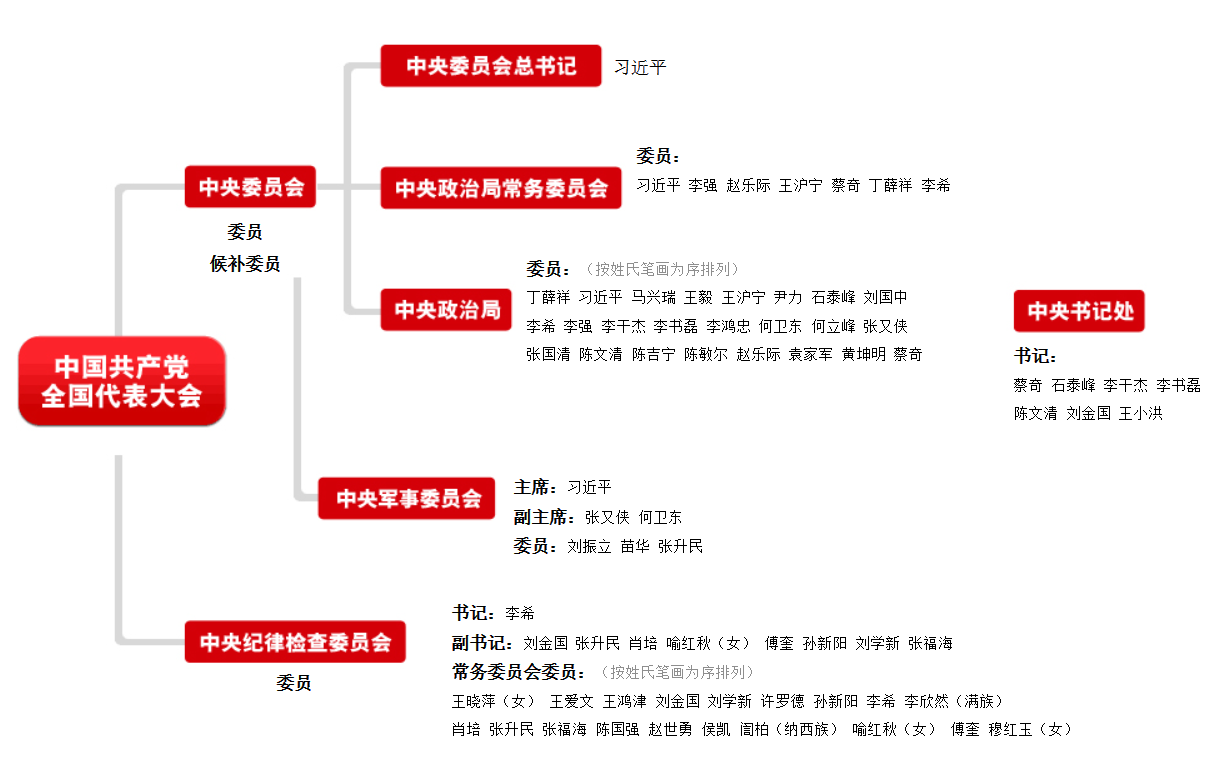 中央委员会总书记 习近平
中央委员会
委员
候补委员
中央政治局常务委员会
委员：
习近平 李强 赵乐际 王沪宁 蔡奇 丁薛祥 李希
中央政治局
委员：（按姓氏笔画为序排列）
丁薛祥 习近平 马兴瑞 王毅 王沪宁 尹力 石泰峰 刘国中
李希 李强 李干杰 李书磊 李鸿忠 何卫东 何立峰 张又侠
张国清 陈文清 陈吉宁 陈敏尔 赵乐际 袁家军 黄坤明 蔡奇
中央书记处
书记：
蔡奇 石泰峰 李干杰 李书磊
陈文清 刘金国 王小洪
中国共产党
全国代表大会
中央军事委员会
主席：习近平
副主席：张又侠 何卫东
委员：刘振立 苗华 张升民
中央纪律检查委员会
委员
书记：李希
副书记：刘金国 张升民 肖培 喻红秋（女） 傅奎 孙新阳 刘学新 张福海
常务委员会委员：（按姓氏笔画为序排列）
王晓萍（女） 王爱文 王鸿津 刘金国 刘学新 许罗德 孙新阳 李希 李欣然（满族）
肖培 张升民 张福海 陈国强 赵世勇 侯凯 訚柏（纳西族） 喻红秋（女） 傅奎 穆红玉（女）